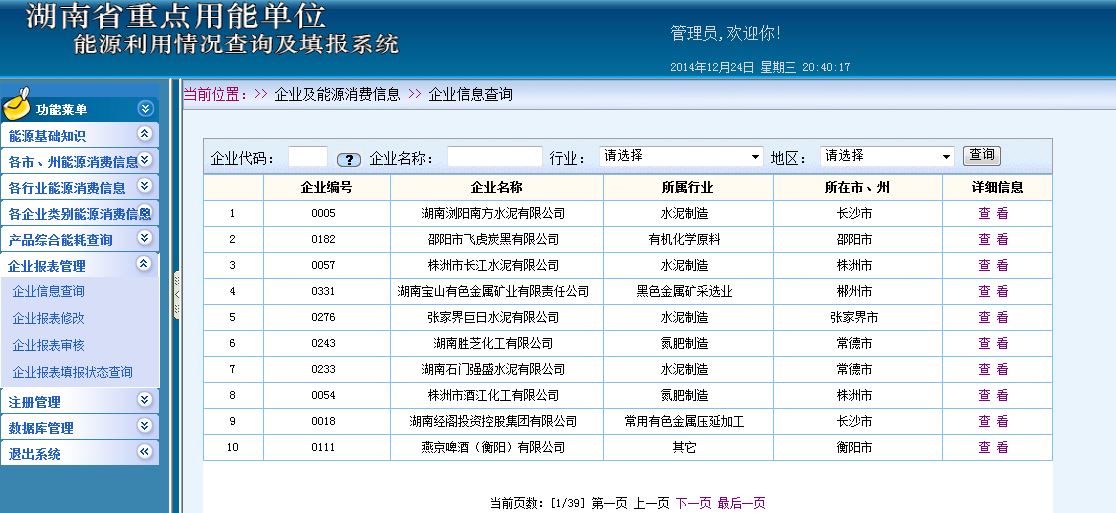 湖南省重点用能单位
能源利用情况查询及填报系统
管理员,欢迎你!
2014年12月24日 星期三 20:40:17
功能菜单
能源基础知识
各市、州能源消费信息
各行业能源消费信息
各企业类别能源消费信息
产品综合能耗查询
企业报表管理
企业信息查询
企业报表修改
企业报表审核
企业报表填报状态查询
注册管理
数据库管理
退出系统
当前位置: >> 企业及能源消费信息 >> 企业信息查询
企业代码: ? 企业名称: 行业: 请选择 地区: 请选择 查询
企业编号 企业名称 所属行业 所在市、州 详细信息
1 0005 湖南浏阳南方水泥有限公司 水泥制造 长沙市 查 看
2 0182 邵阳市飞虎炭黑有限公司 有机化学原料 邵阳市 查 看
3 0057 株洲市长江水泥有限公司 水泥制造 株洲市 查 看
4 0331 湖南宝山有色金属矿业有限责任公司 黑色金属矿采选业 郴州市 查 看
5 0276 张家界巨日水泥有限公司 水泥制造 张家界市 查 看
6 0243 湖南胜芝化工有限公司 氮肥制造 常德市 查 看
7 0233 湖南石门强盛水泥有限公司 水泥制造 常德市 查 看
8 0054 株洲市酒江化工有限公司 氮肥制造 株洲市 查 看
9 0018 湖南经阁投资控股集团有限公司 常用有色金属压延加工 长沙市 查 看
10 0111 燕京啤酒（衡阳）有限公司 其它 衡阳市 查 看
当前页数: [1/39] 第一页 上一页 下一页 最后一页